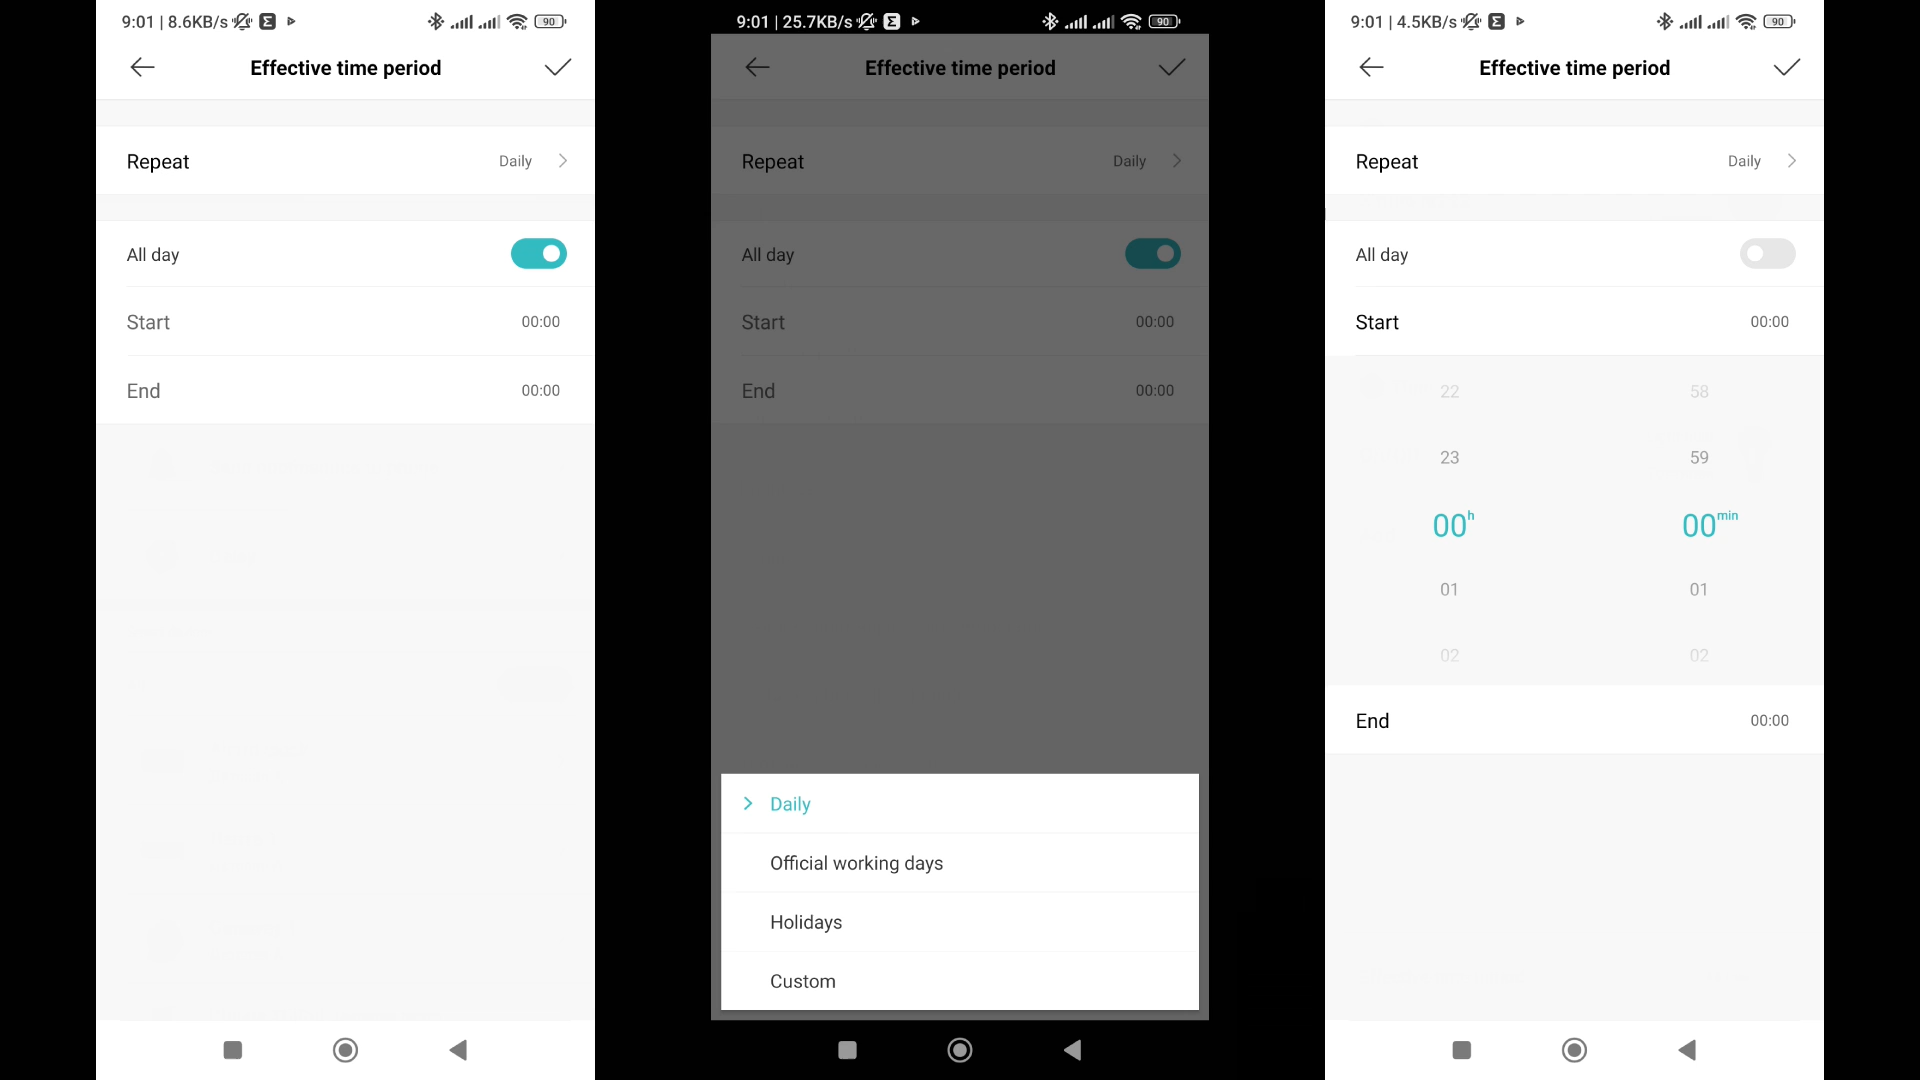 9:01 | 8.6KB/s
90
Effective time period
Repeat
Daily
All day
Start
00:00
End
00:00
9:01 | 25.7KB/s
90
Effective time period
Repeat
Daily
All day
Start
00:00
End
00:00
Daily
Official working days
Holidays
Custom
9:01 | 4.5KB/s
90
Effective time period
Repeat
Daily
All day
Start
00:00
22 58
23 59
00h 00min
01 01
02 02
End
00:00